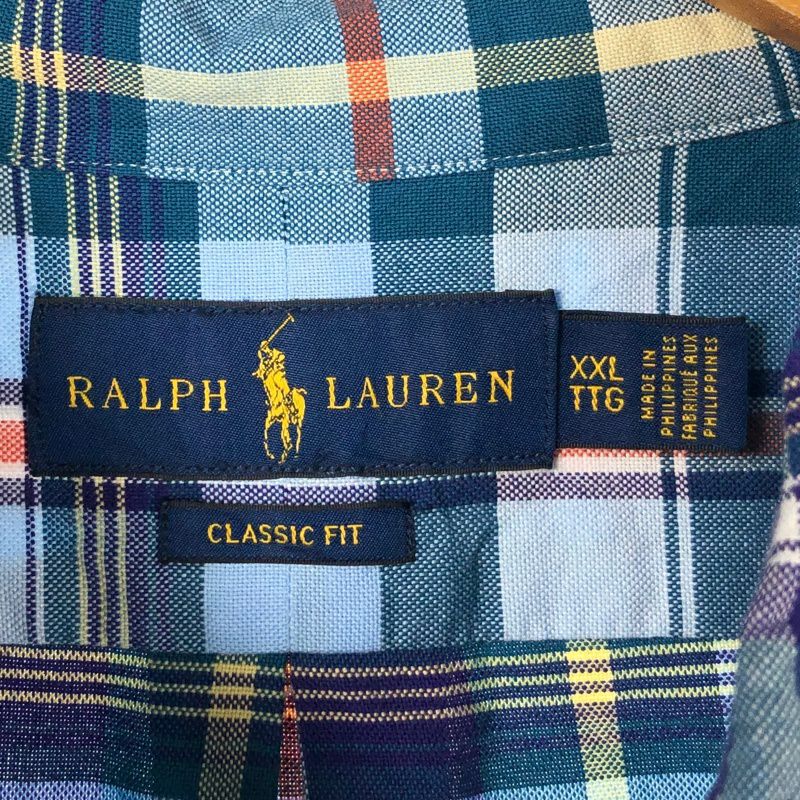 RALPH LAUREN
XXL
TTG
MADE IN
PHILIPPINES
FABRIQUÉ AUX
PHILIPPINES
CLASSIC FIT